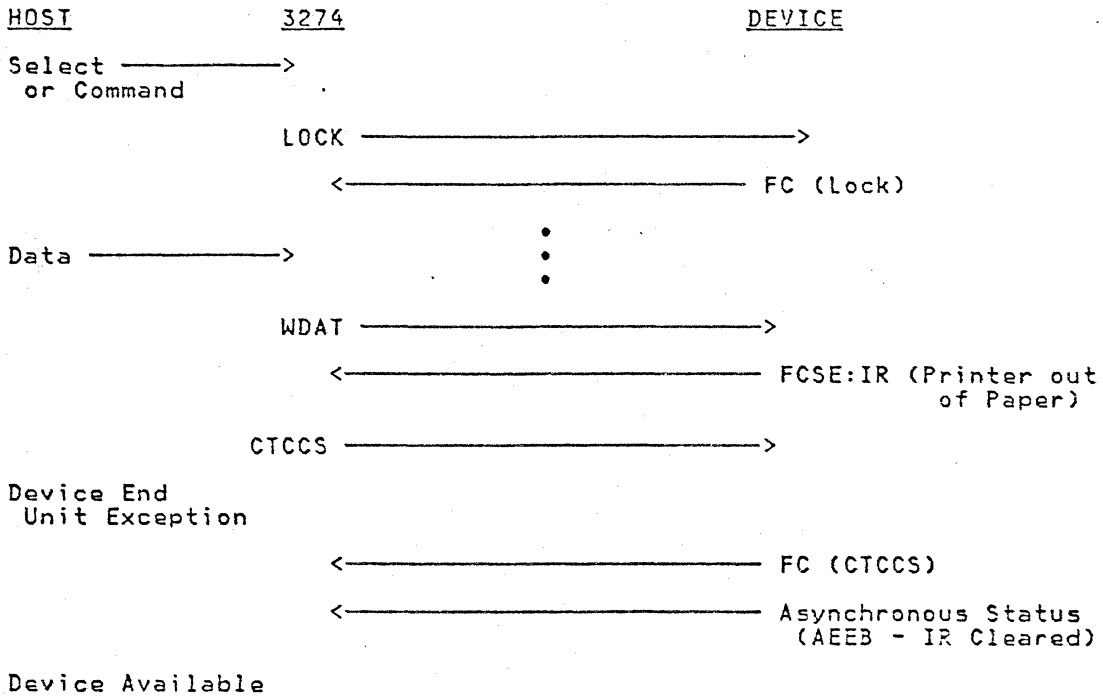 HOST 3274 DEVICE
Select
or Command
LOCK
FC (Lock)
Data
WDAT
FCSE:IR (Printer out
of Paper)
CTCCS
Device End
Unit Exception
FC (CTCCS)
Asynchronous Status
(AEEB - IR Cleared)
Device Available